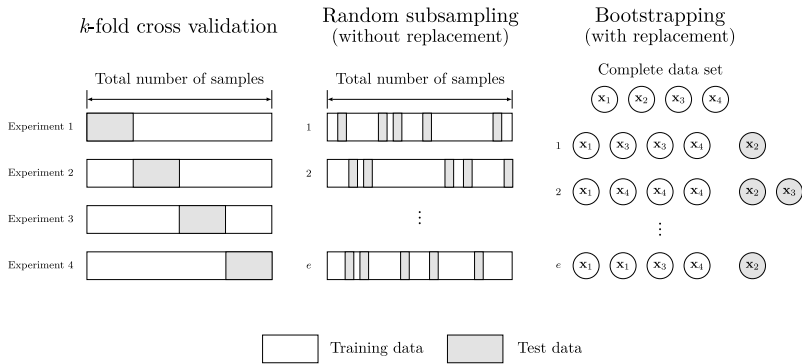 k-fold cross validation
Total number of samples
Experiment 1
Experiment 2
Experiment 3
Experiment 4
Random subsampling
(without replacement)
Total number of samples
1
2
⋮
e
Bootstrapping
(with replacement)
Complete data set
x₁ x₂ x₃ x₄
1 x₁ x₃ x₃ x₄ x₂
2 x₁ x₄ x₄ x₄ x₂ x₃
⋮
e x₁ x₁ x₃ x₄ x₂
Training data
Test data